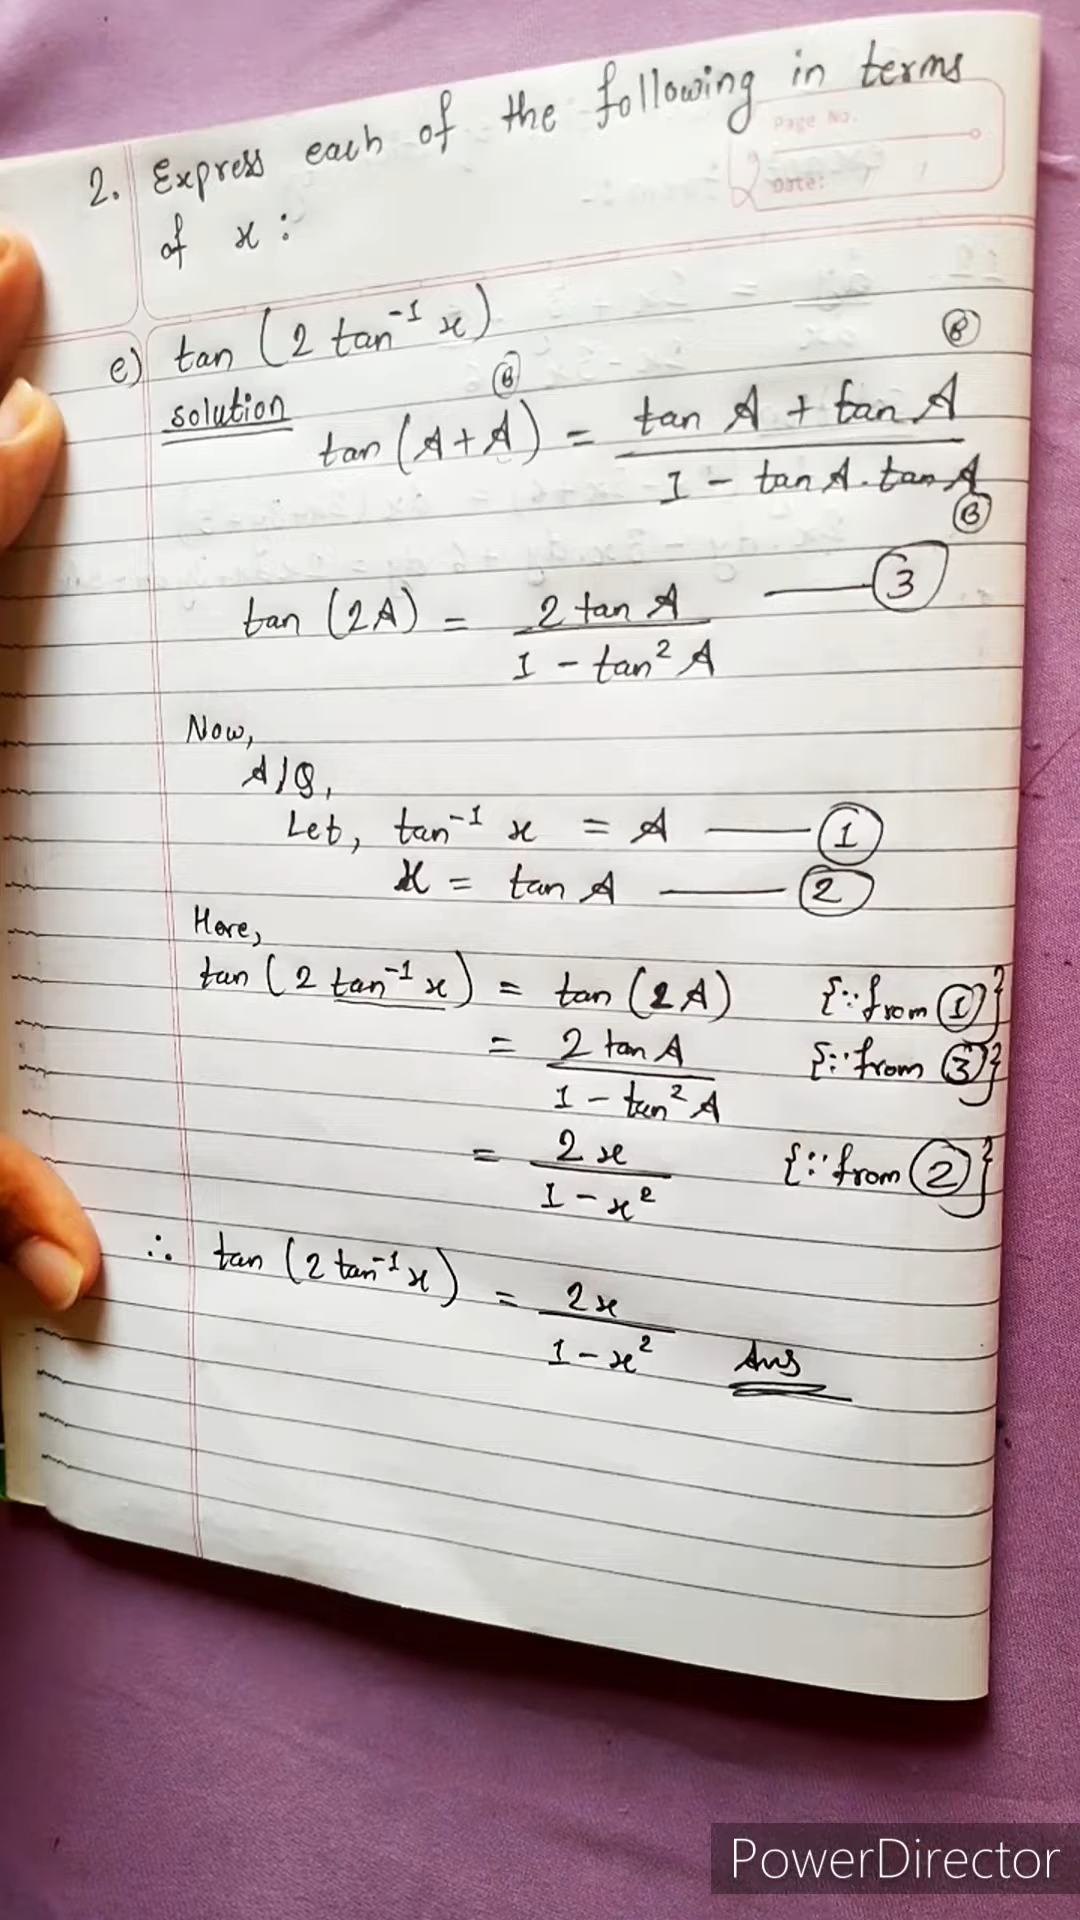 2. Express each of the following in terms
Page No.
Date: / /
of x :
e) tan (2 tan⁻¹ x)
solution
Ⓑ Ⓑ
tan (A+A) = tan A + tan A / 1 - tan A . tan A
Ⓑ
tan (2A) = 2 tan A / 1 - tan² A —— ③
Now,
A/Q,
Let, tan⁻¹ x = A —— ①
x = tan A —— ②
Here,
tan (2 tan⁻¹ x) = tan (2A) {∵ from ①}
= 2 tan A / 1 - tan² A {∵ from ③}
= 2x / 1 - x² {∵ from ②}
∴ tan (2 tan⁻¹ x) = 2x / 1 - x² Ans
PowerDirector